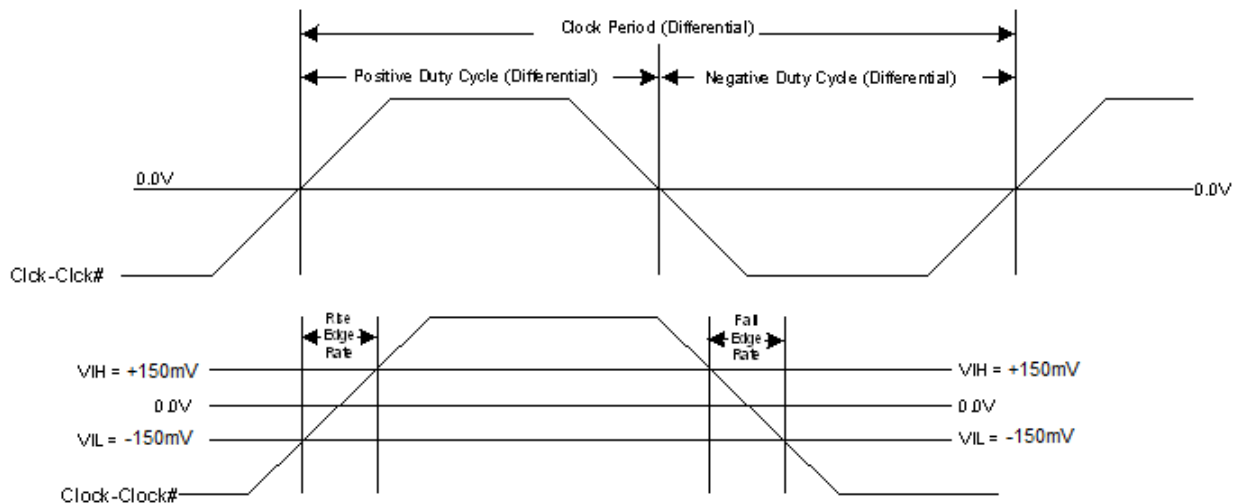 Clock Period (Differential)
Positive Duty Cycle (Differential)
Negative Duty Cycle (Differential)
0.0V
0.0V
Clck-Clck#
Rise
Edge
Rate
Fall
Edge
Rate
VIH = +150mV
VIH = +150mV
0.0V
0.0V
VIL = -150mV
VIL = -150mV
Clock-Clock#